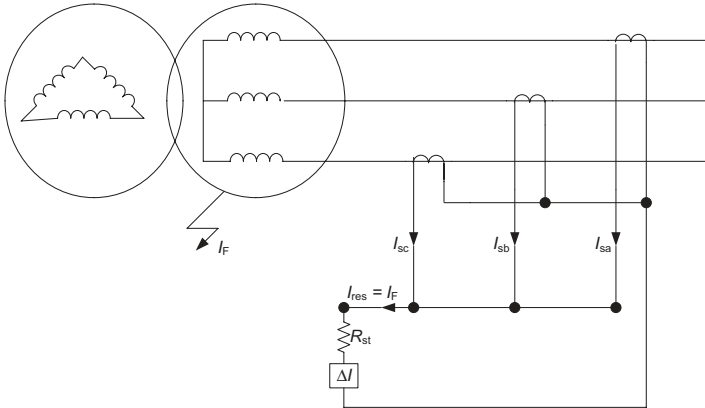 I_F
I_sc
I_sb
I_sa
I_res = I_F
R_st
ΔI